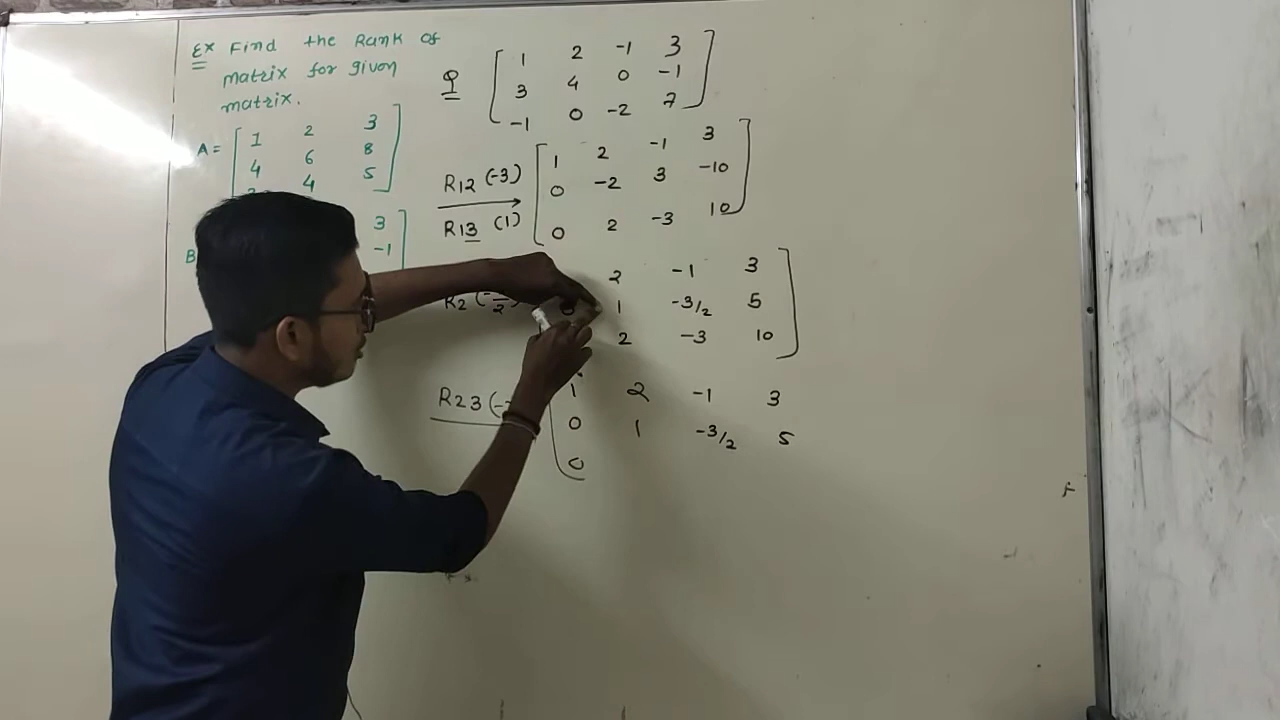 Ex Find the Rank of
matrix for given
matrix.
A = 1 2 3
4 6 8
4 5
3
B -1
Q 1 2 -1 3
3 4 0 -1
-1 0 -2 7
R12 (-3)
R13 (1)
1 2 -1 3
0 -2 3 -10
0 2 -3 10
R2 (-1/2)
2 -1 3
0 1 -3/2 5
2 -3 10
R23 (-
1 2 -1 3
0 1 -3/2 5
0